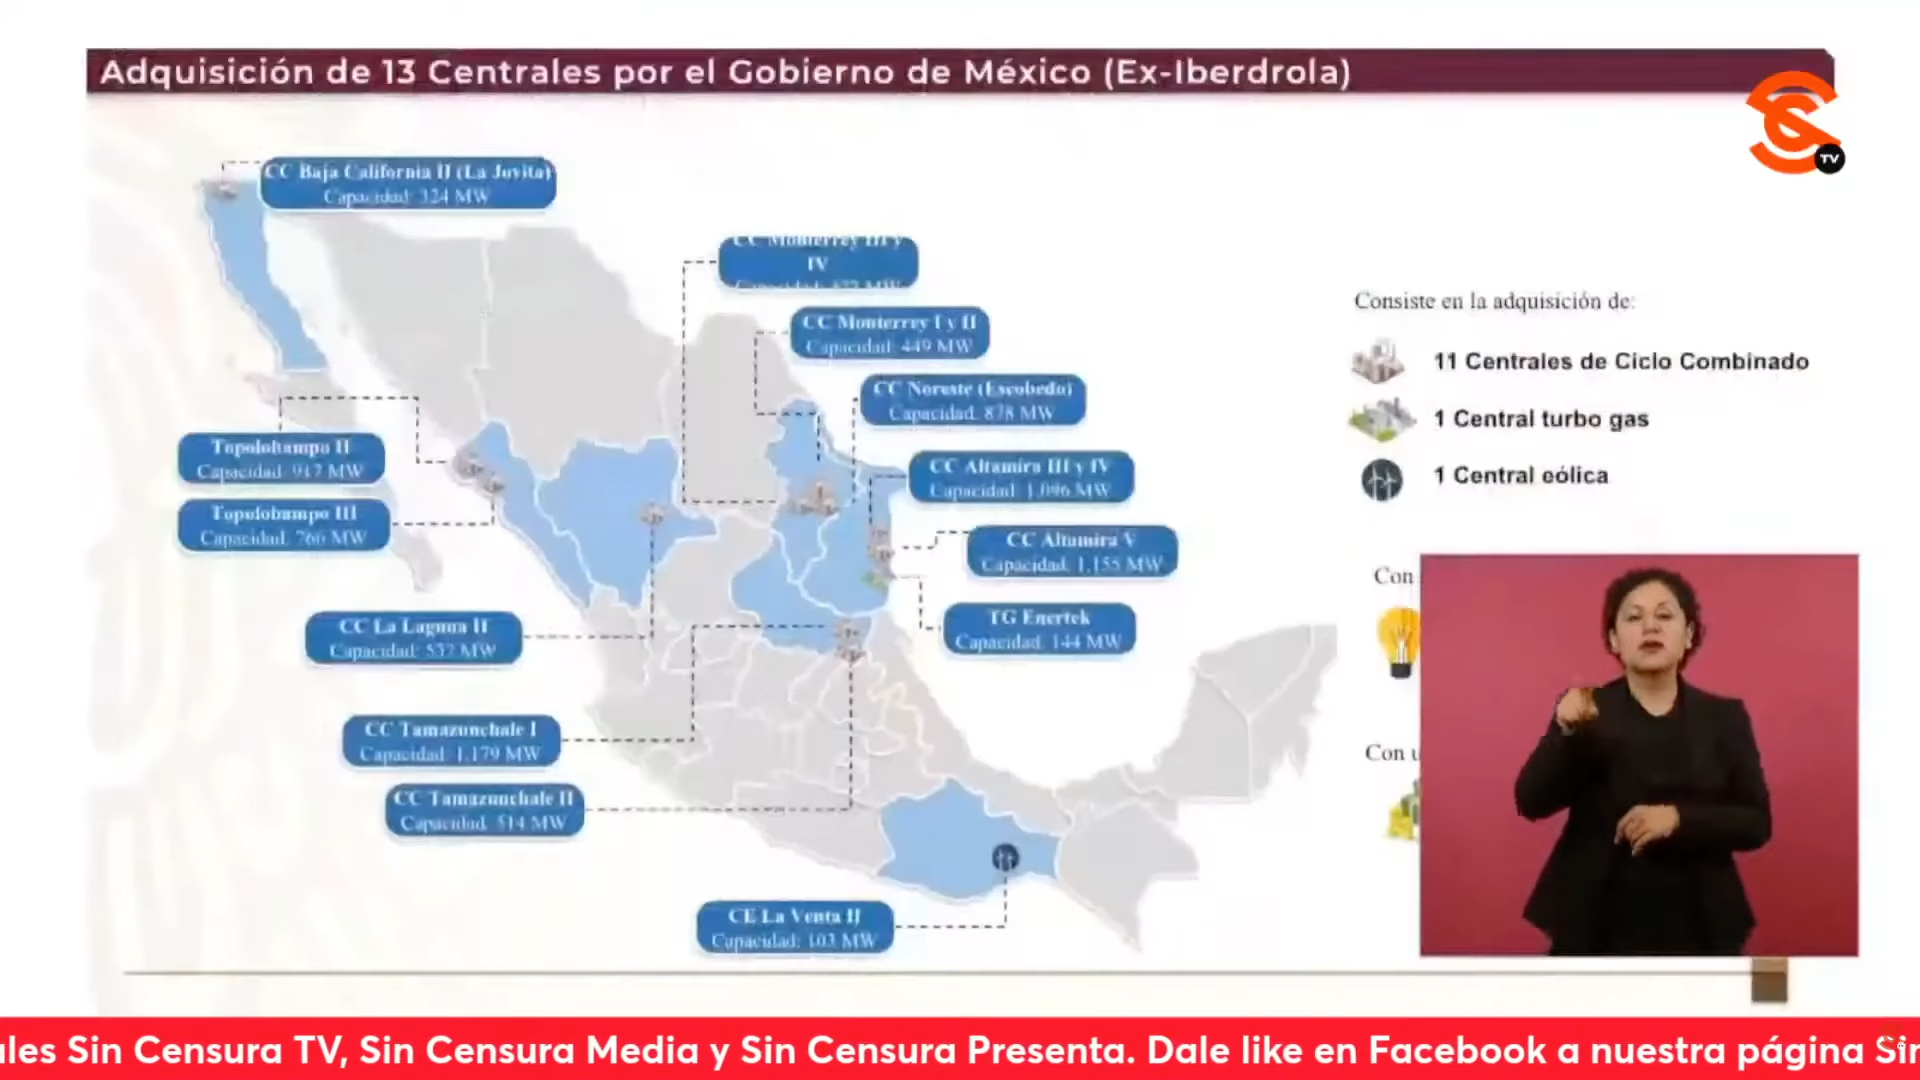 Adquisición de 13 Centrales por el Gobierno de México (Ex-Iberdrola)
TV
CC Baja California II (La Jovita)
Capacidad: 324 MW
CC Monterrey III y
IV
CC Monterrey I y II
Capacidad: 449 MW
CC Noreste (Escobedo)
Capacidad: 878 MW
CC Altamira III y IV
Capacidad: 1,096 MW
CC Altamira V
Capacidad: 1,155 MW
TG Enertek
Capacidad: 144 MW
Topolobampo II
Capacidad: 917 MW
Topolobampo III
Capacidad: 766 MW
CC La Laguna II
Capacidad: 537 MW
CC Tamazunchale I
Capacidad: 1,179 MW
CC Tamazunchale II
Capacidad: 514 MW
CE La Venta II
Capacidad: 103 MW
Consiste en la adquisición de:
11 Centrales de Ciclo Combinado
1 Central turbo gas
1 Central eólica
Con
Con u
ales Sin Censura TV, Sin Censura Media y Sin Censura Presenta. Dale like en Facebook a nuestra página Sin